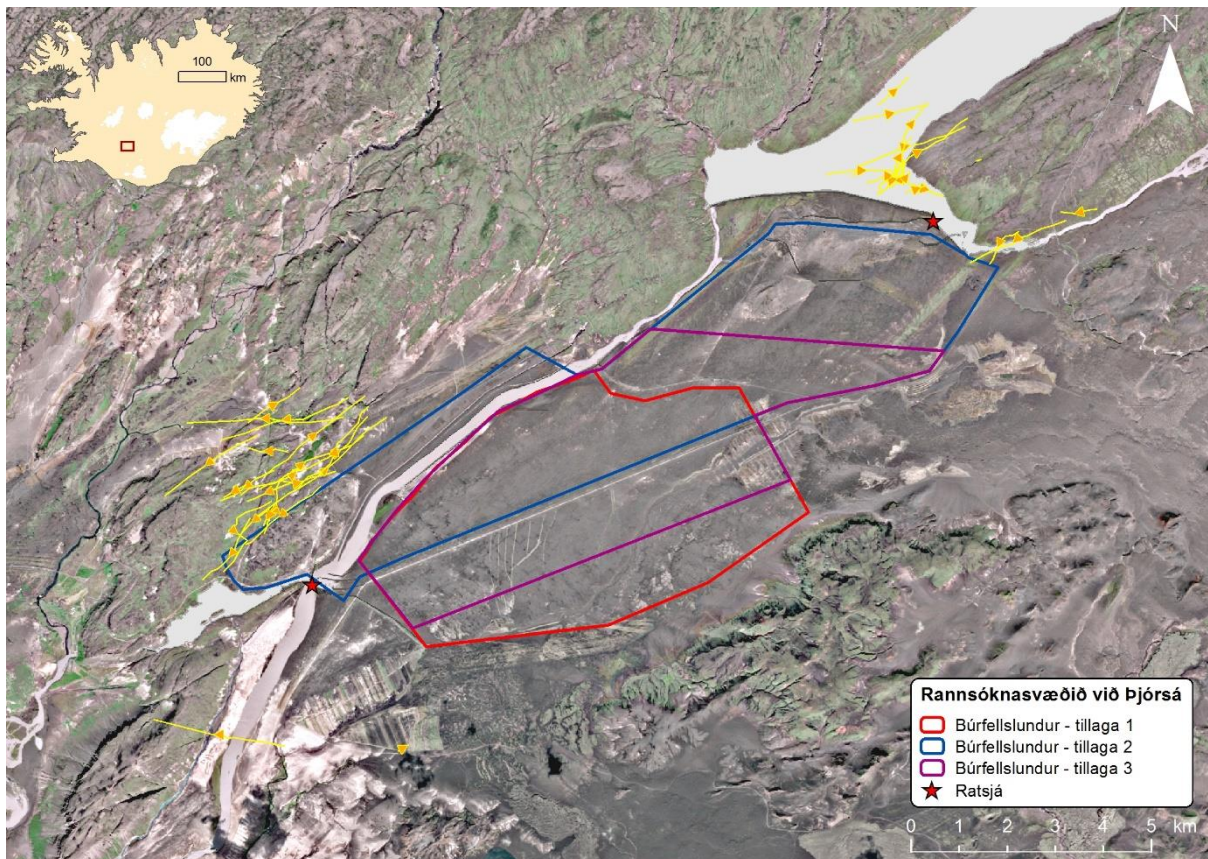 100
km
N
Rannsóknasvæðið við Þjórsá
Búrfellslundur - tillaga 1
Búrfellslundur - tillaga 2
Búrfellslundur - tillaga 3
Ratsjá
0 1 2 3 4 5 km